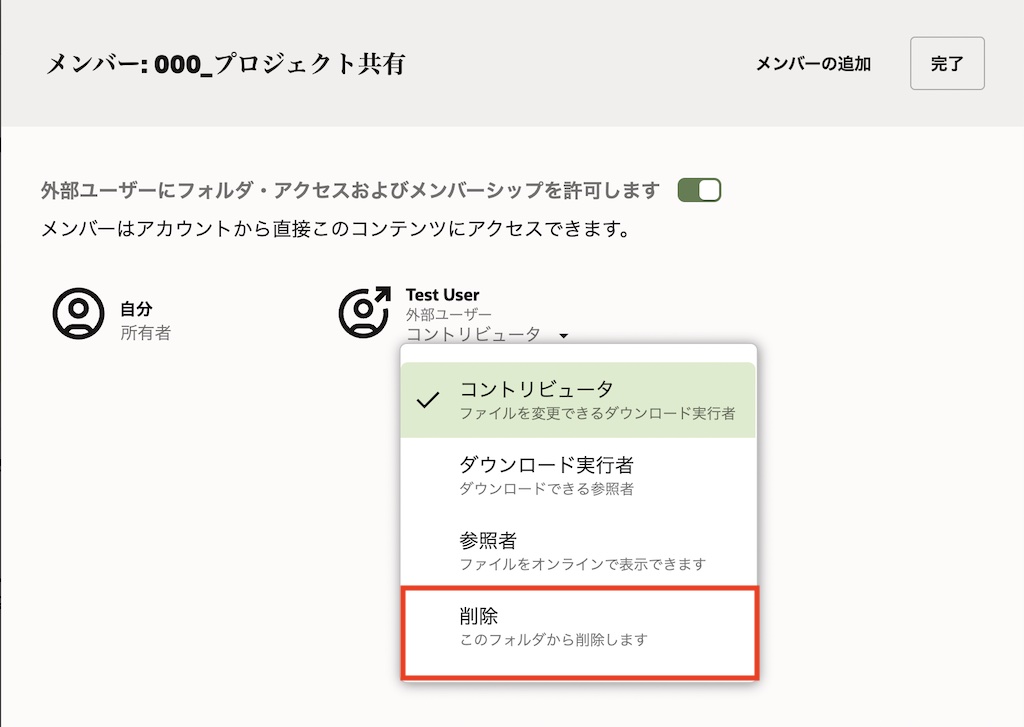 メンバー: 000_プロジェクト共有
メンバーの追加
完了
外部ユーザーにフォルダ・アクセスおよびメンバーシップを許可します
メンバーはアカウントから直接このコンテンツにアクセスできます。
自分
所有者
Test User
外部ユーザー
コントリビュータ
コントリビュータ
ファイルを変更できるダウンロード実行者
ダウンロード実行者
ダウンロードできる参照者
参照者
ファイルをオンラインで表示できます
削除
このフォルダから削除します